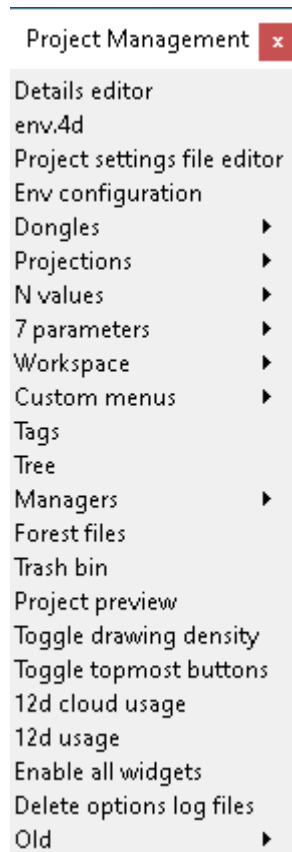 Project Management x
Details editor
env.4d
Project settings file editor
Env configuration
Dongles
Projections
N values
7 parameters
Workspace
Custom menus
Tags
Tree
Managers
Forest files
Trash bin
Project preview
Toggle drawing density
Toggle topmost buttons
12d cloud usage
12d usage
Enable all widgets
Delete options log files
Old